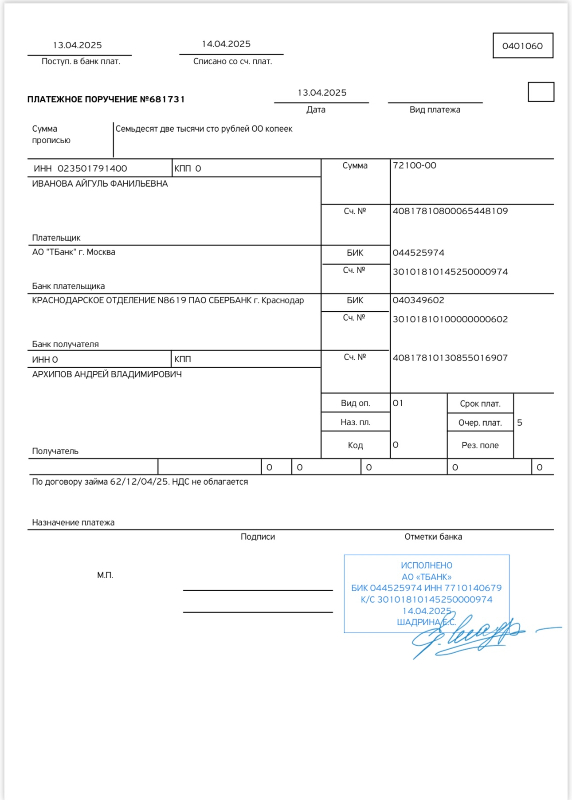 13.04.2025
14.04.2025
0401060
Поступ. в банк плат.
Списано со сч. плат.
ПЛАТЕЖНОЕ ПОРУЧЕНИЕ №681731
13.04.2025
Дата
Вид платежа
Сумма прописью
Семьдесят две тысячи сто рублей 00 копеек
ИНН 023501791400
КПП 0
Сумма
72100-00
ИВАНОВА АЙГУЛЬ ФАНИЛЬЕВНА
Сч. №
40817810800065448109
Плательщик
АО "ТБанк" г. Москва
БИК
044525974
Сч. №
30101810145250000974
Банк плательщика
КРАСНОДАРСКОЕ ОТДЕЛЕНИЕ N8619 ПАО СБЕРБАНК г. Краснодар
БИК
040349602
Сч. №
30101810100000000602
Банк получателя
ИНН 0
КПП
Сч. №
40817810130855016907
АРХИПОВ АНДРЕЙ ВЛАДИМИРОВИЧ
Вид оп.
01
Срок плат.
Наз. пл.
Очер. плат.
5
Код
0
Рез. поле
Получатель
0
0
0
0
0
По договору займа 62/12/04/25. НДС не облагается
Назначение платежа
Подписи
Отметки банка
М.П.
ИСПОЛНЕНО
АО «ТБАНК»
БИК 044525974 ИНН 7710140679
К/С 30101810145250000974
14.04.2025
ШАДРИНА Е.С.